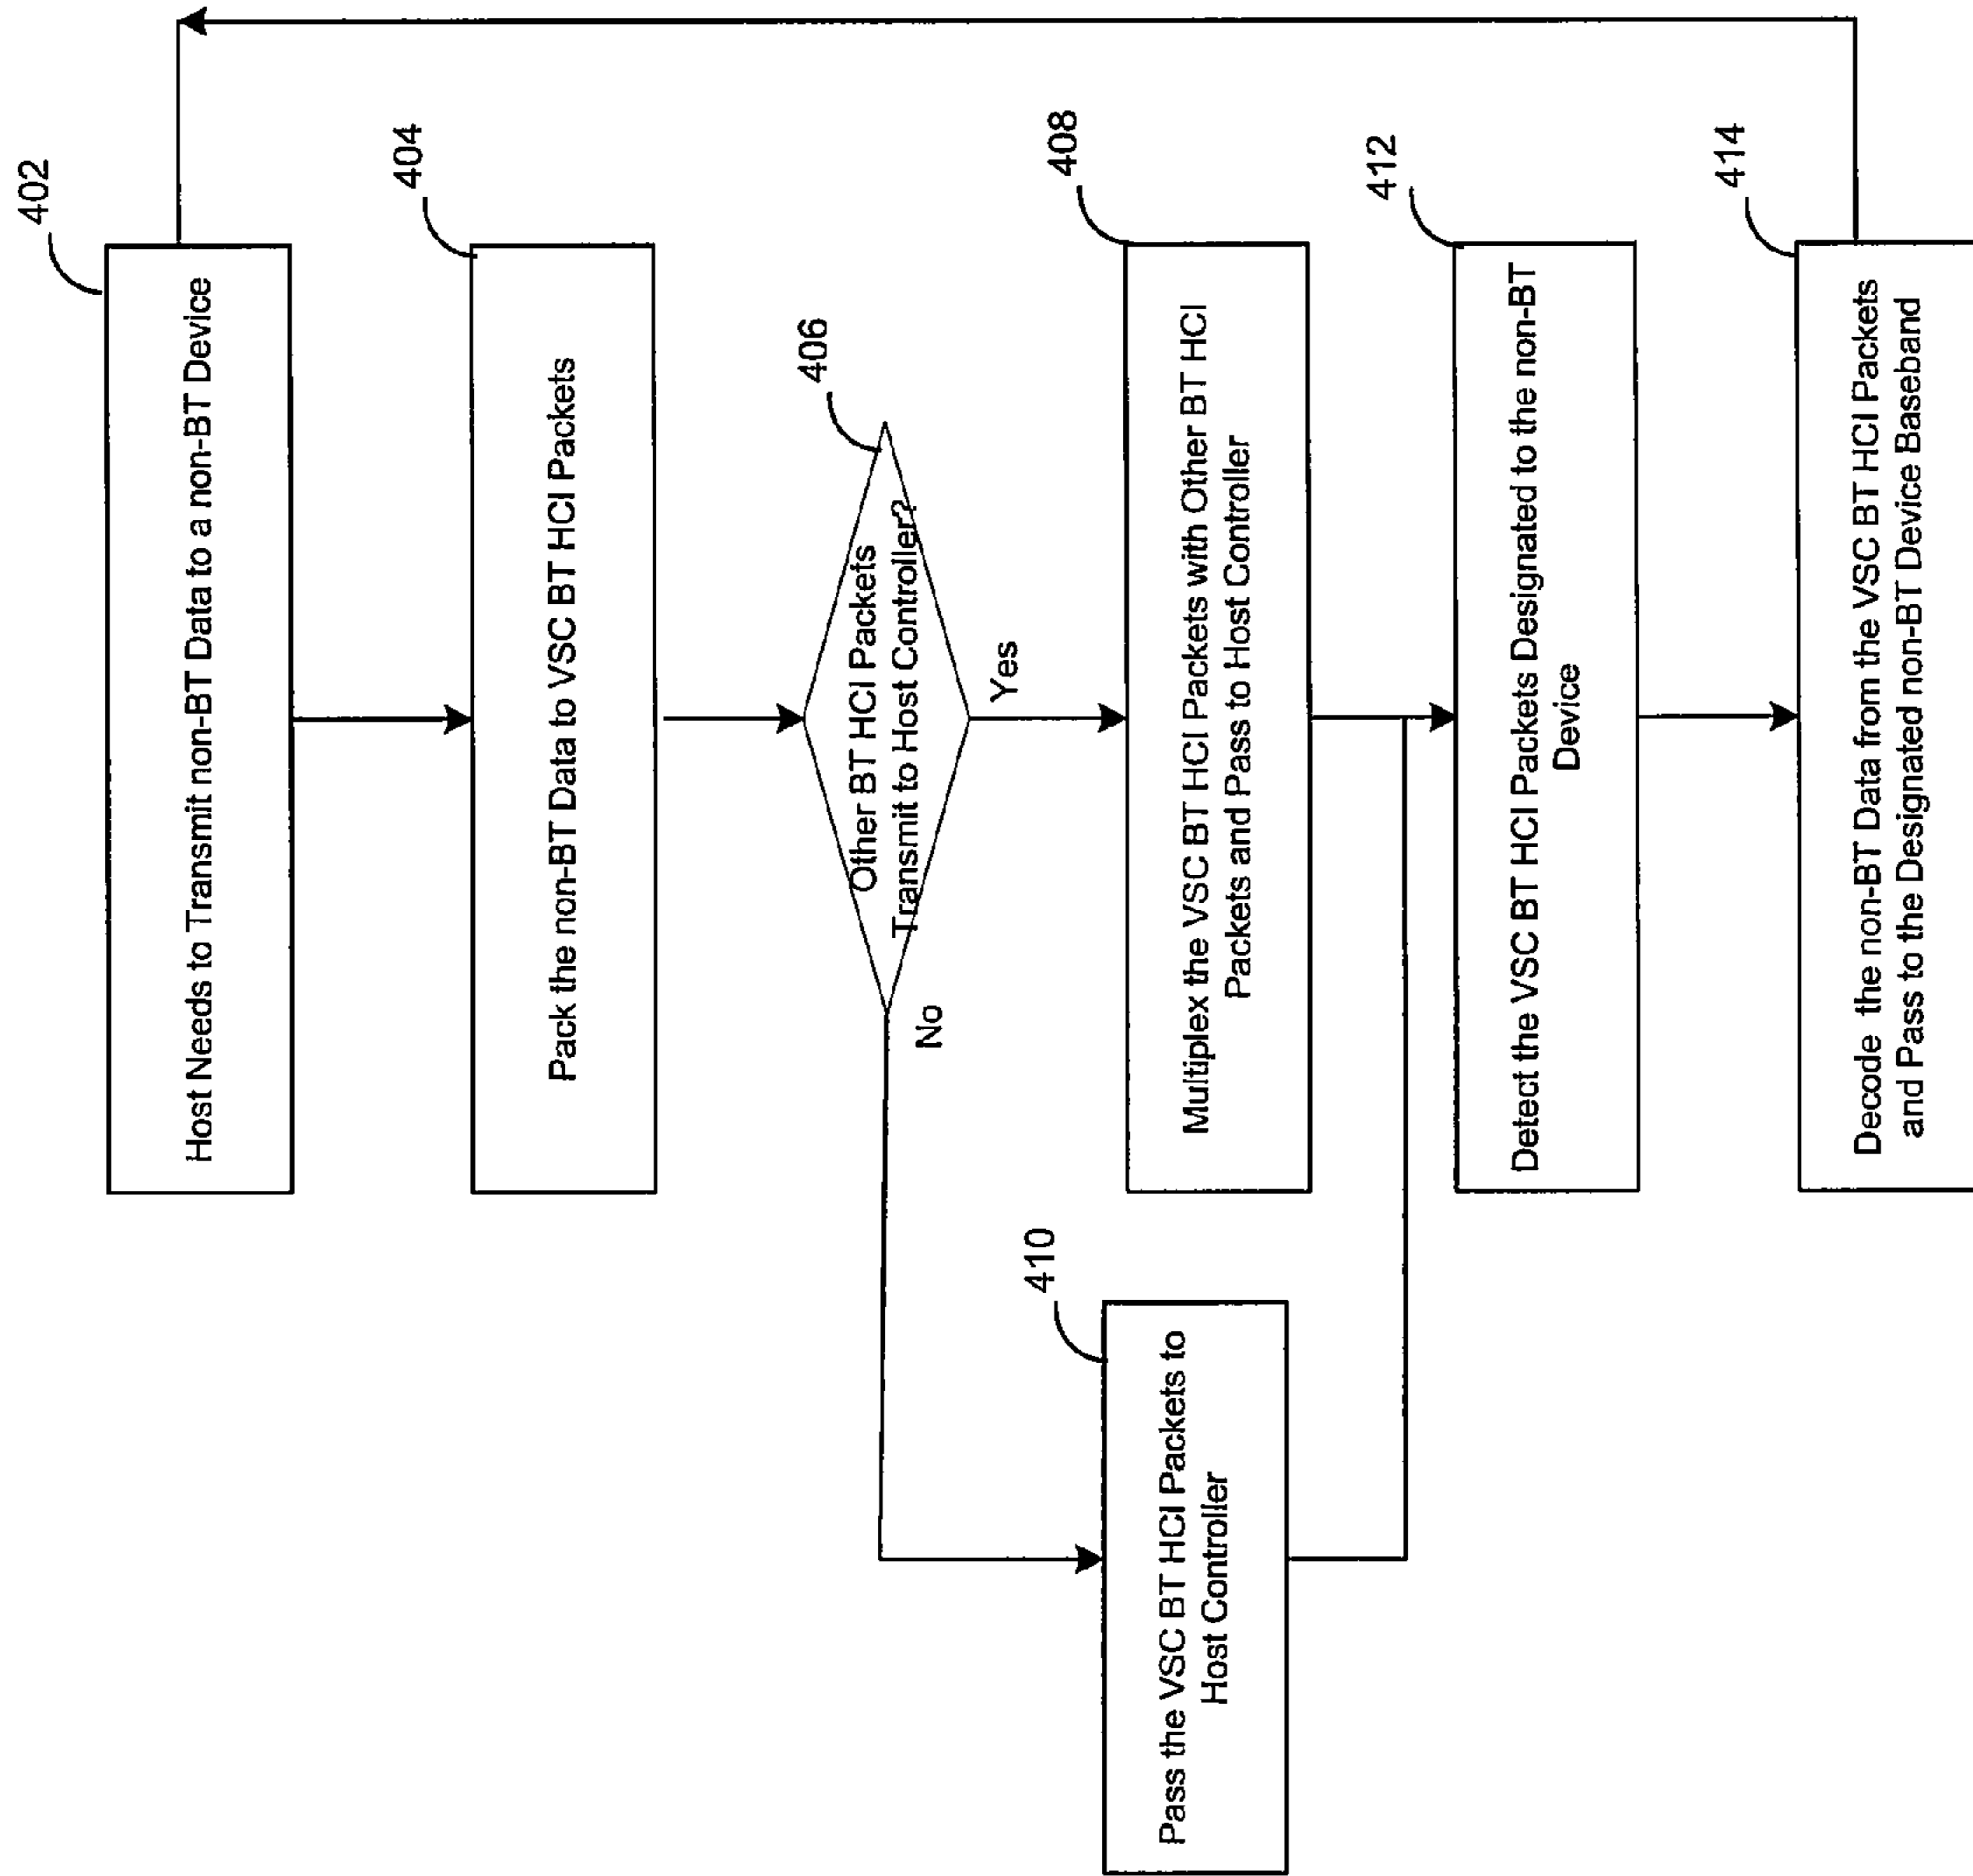 402
Host Needs to Transmit non-BT Data to a non-BT Device
404
Pack the non-BT Data to VSC BT HCI Packets
406
Other BT HCI Packets
Transmit to Host Controller?
No
Yes
408
Multiplex the VSC BT HCI Packets with Other BT HCI
Packets and Pass to Host Controller
410
Pass the VSC BT HCI Packets to
Host Controller
412
Detect the VSC BT HCI Packets Designated to the non-BT
Device
414
Decode the non-BT Data from the VSC BT HCI Packets
and Pass to the Designated non-BT Device Baseband